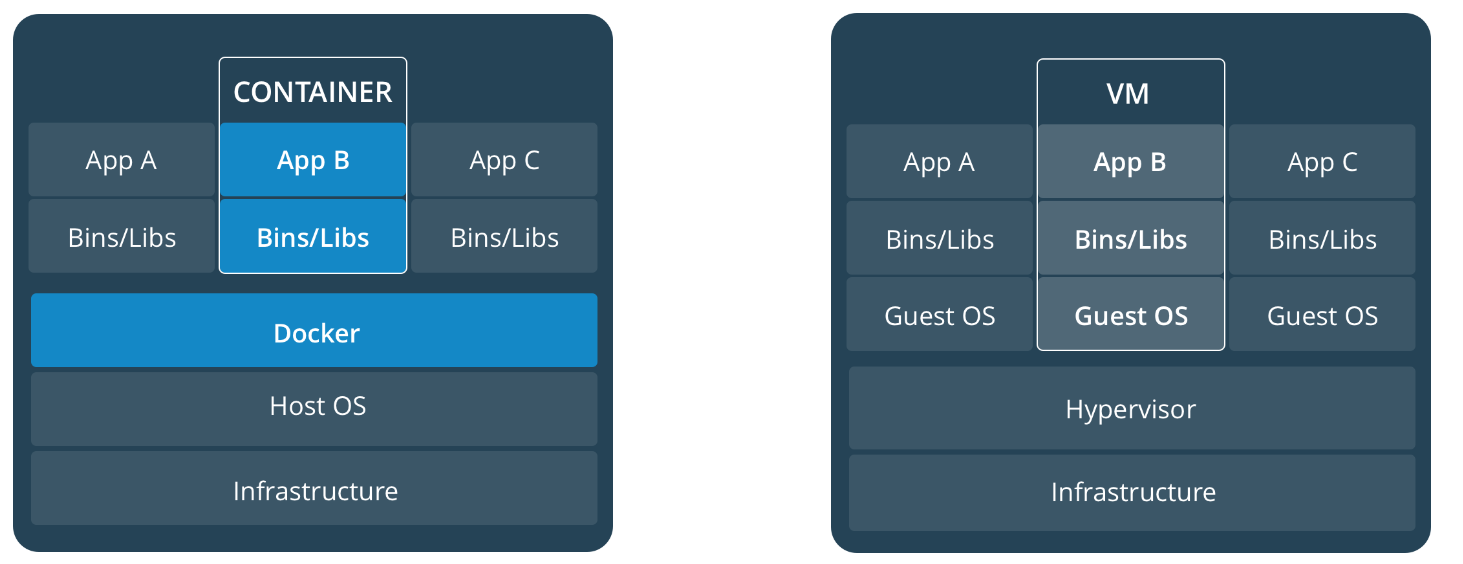 CONTAINER
App A
App B
App C
Bins/Libs
Bins/Libs
Bins/Libs
Docker
Host OS
Infrastructure
VM
App A
App B
App C
Bins/Libs
Bins/Libs
Bins/Libs
Guest OS
Guest OS
Guest OS
Hypervisor
Infrastructure